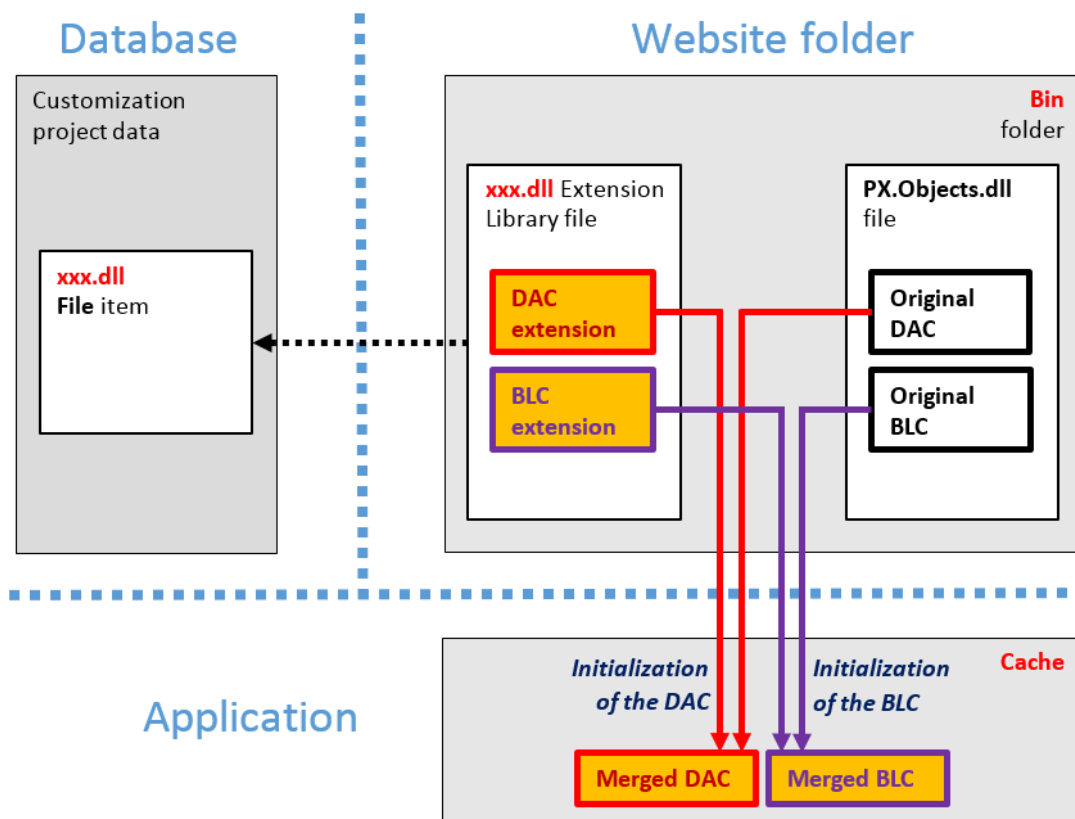 Database
Website folder
Customization
project data
Bin
folder
xxx.dll
File item
xxx.dll Extension
Library file
PX.Objects.dll
file
DAC
extension
Original
DAC
BLC
extension
Original
BLC
Application
Cache
Initialization
of the DAC
Initialization
of the BLC
Merged DAC
Merged BLC